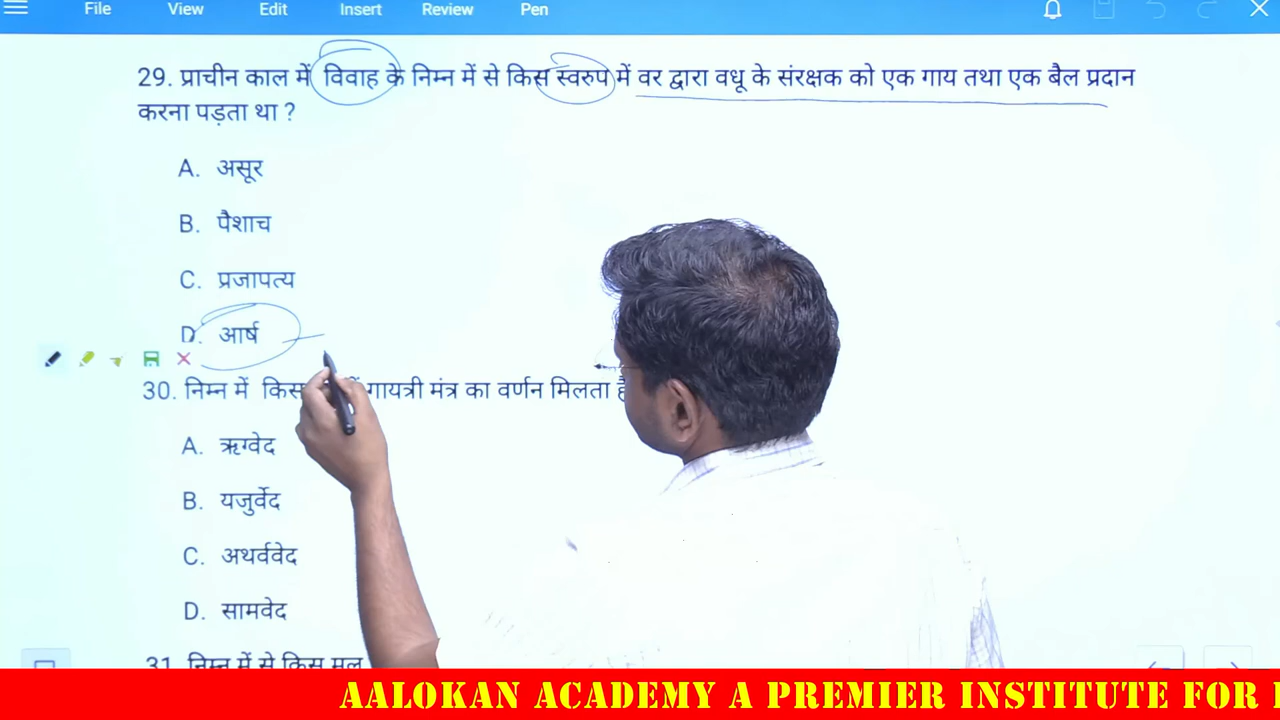 File View Edit Insert Review Pen
29. प्राचीन काल में विवाह के निम्न में से किस स्वरुप में वर द्वारा वधू के संरक्षक को एक गाय तथा एक बैल प्रदान
करना पड़ता था ?
A. असूर
B. पैशाच
C. प्रजापत्य
D. आर्ष
30. निम्न में किस गायत्री मंत्र का वर्णन मिलता
A. ऋग्वेद
B. यजुर्वेद
C. अथर्ववेद
D. सामवेद
31. निम्न में से किस मूल
AALOKAN ACADEMY A PREMIER INSTITUTE FOR